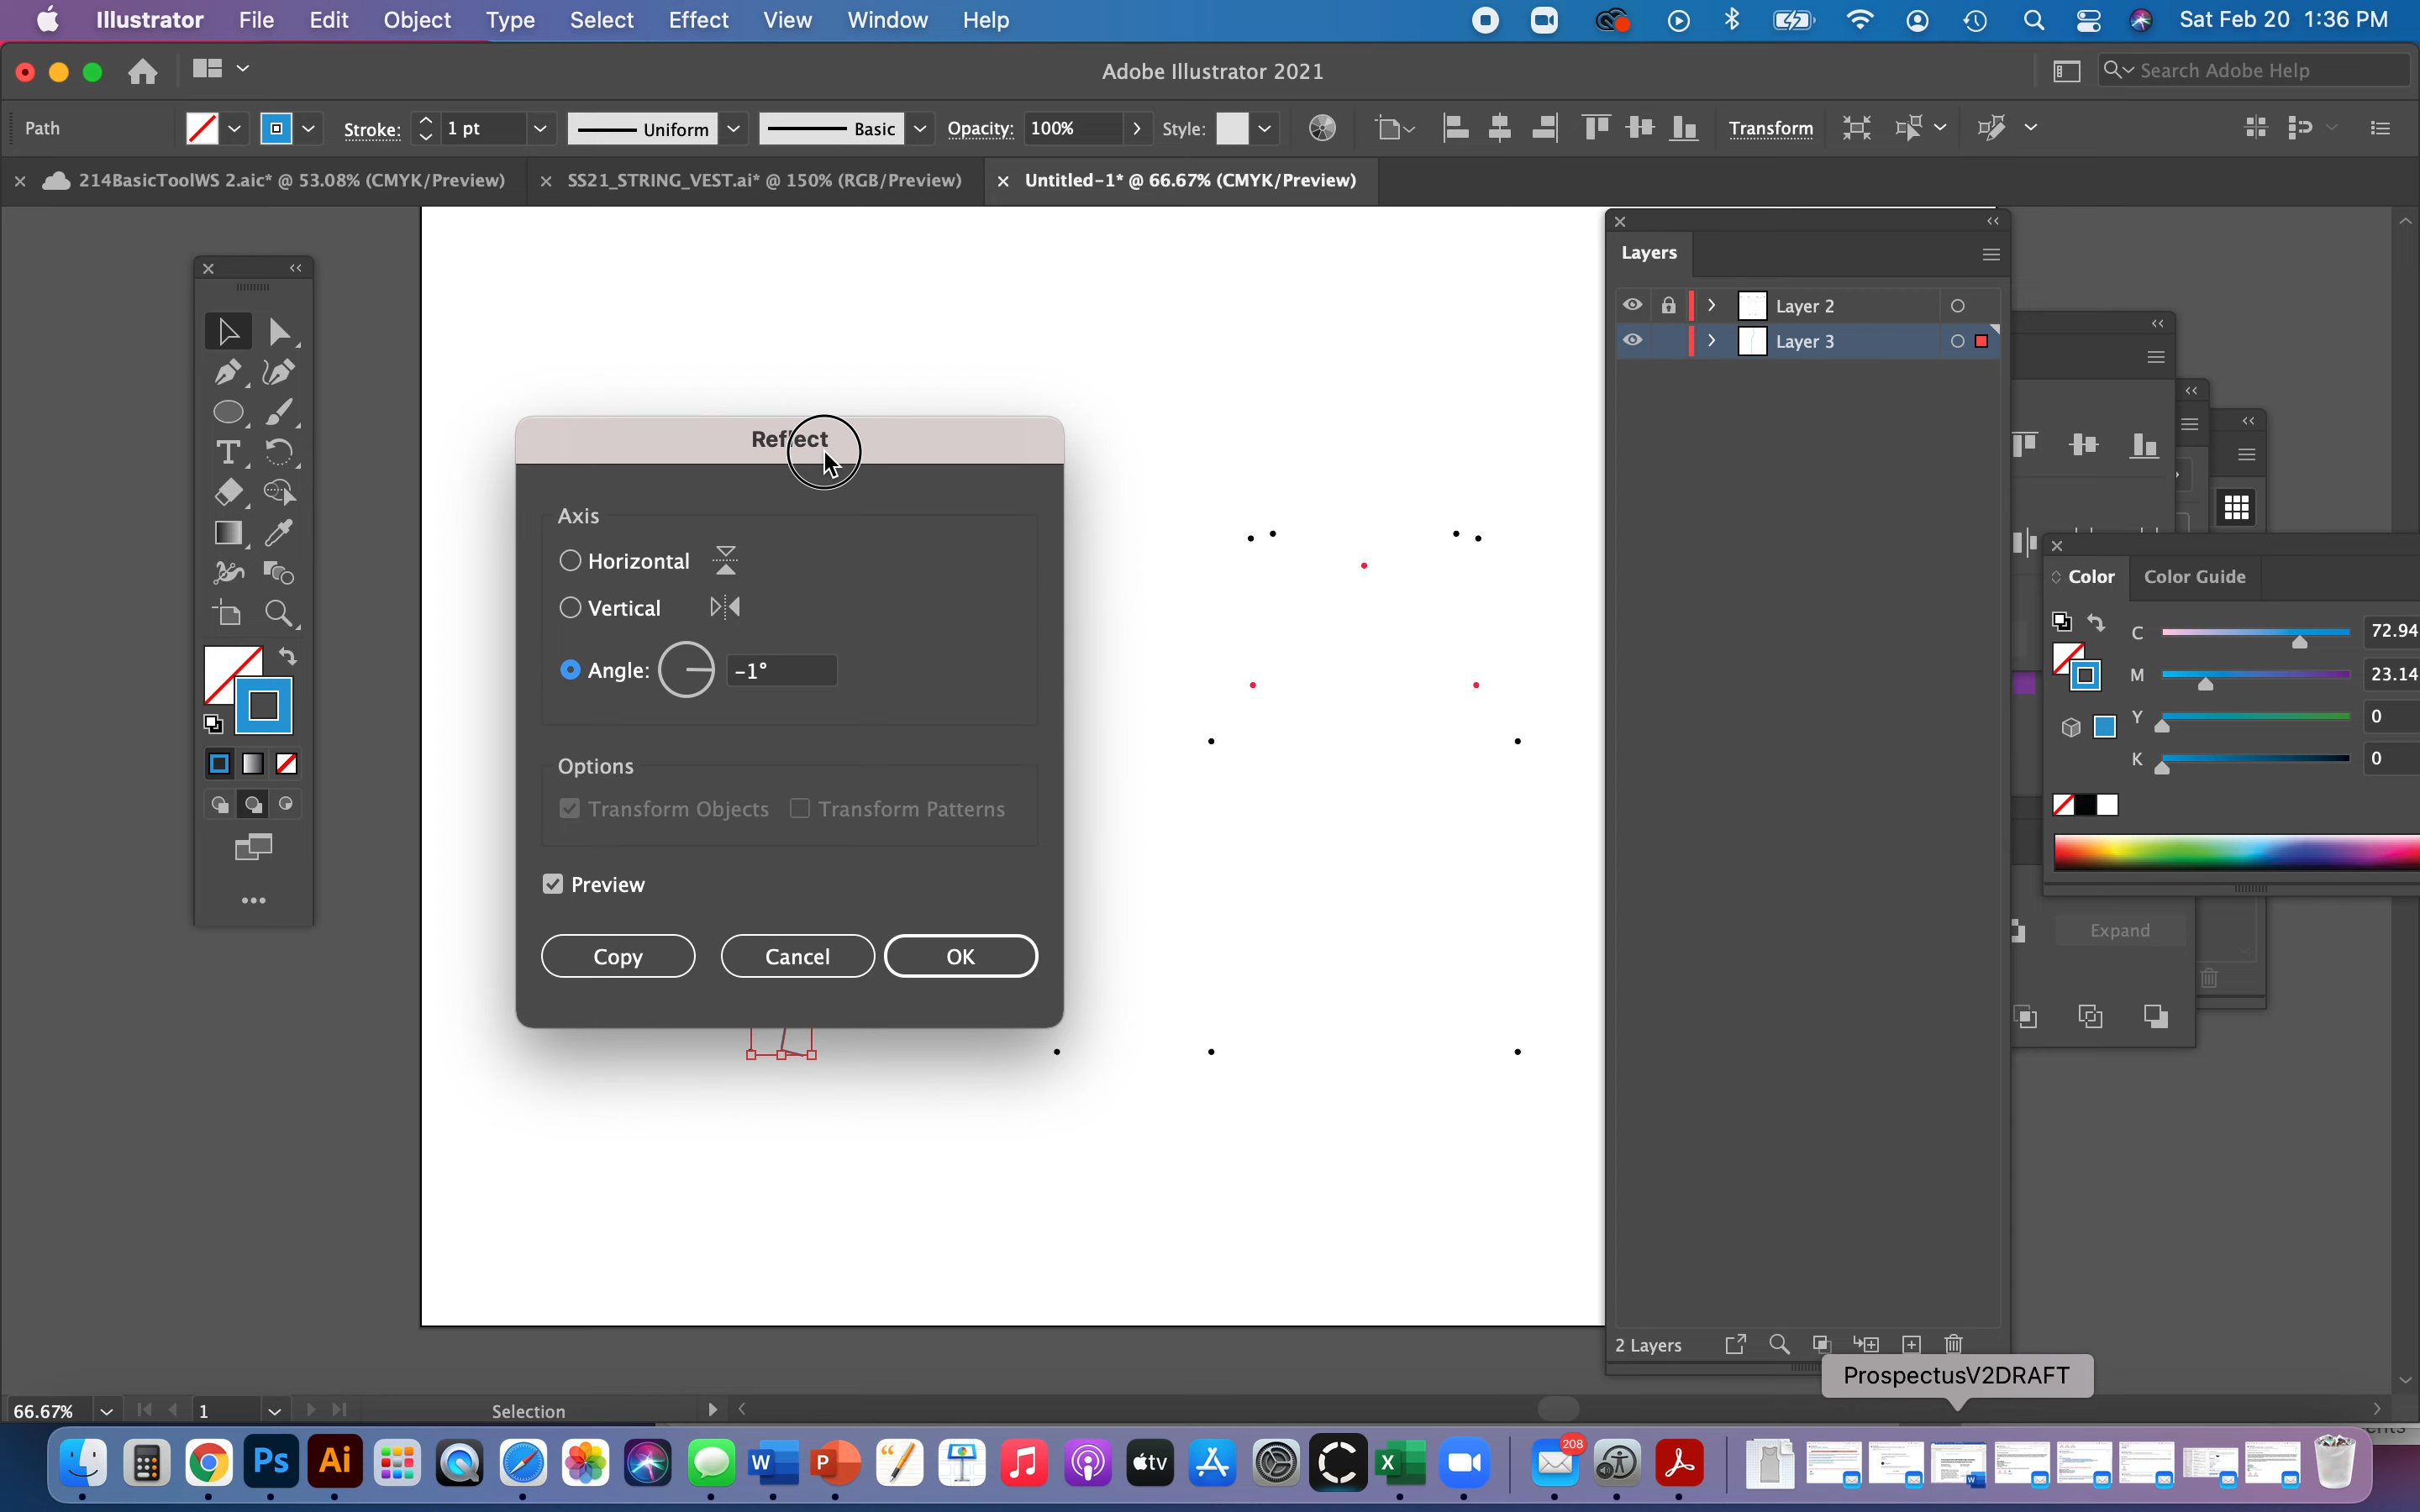 Illustrator File Edit Object Type Select Effect View Window Help Sat Feb 20 1:36 PM
Adobe Illustrator 2021
Search Adobe Help
Path Stroke: 1 pt Uniform Basic Opacity: 100% Style: Transform
214BasicToolWS 2.aic* @ 53.08% (CMYK/Preview) SS21_STRING_VEST.ai* @ 150% (RGB/Preview) Untitled-1* @ 66.67% (CMYK/Preview)
Layers
Layer 2
Layer 3
Reflect
Axis
Horizontal
Vertical
Angle: -1°
Options
Transform Objects Transform Patterns
Preview
Copy Cancel OK
Color Color Guide
C 72.94
M 23.14
Y 0
K 0
Expand
2 Layers
ProspectusV2DRAFT
66.67% 1 Selection
Ps Ai W P tv X 208